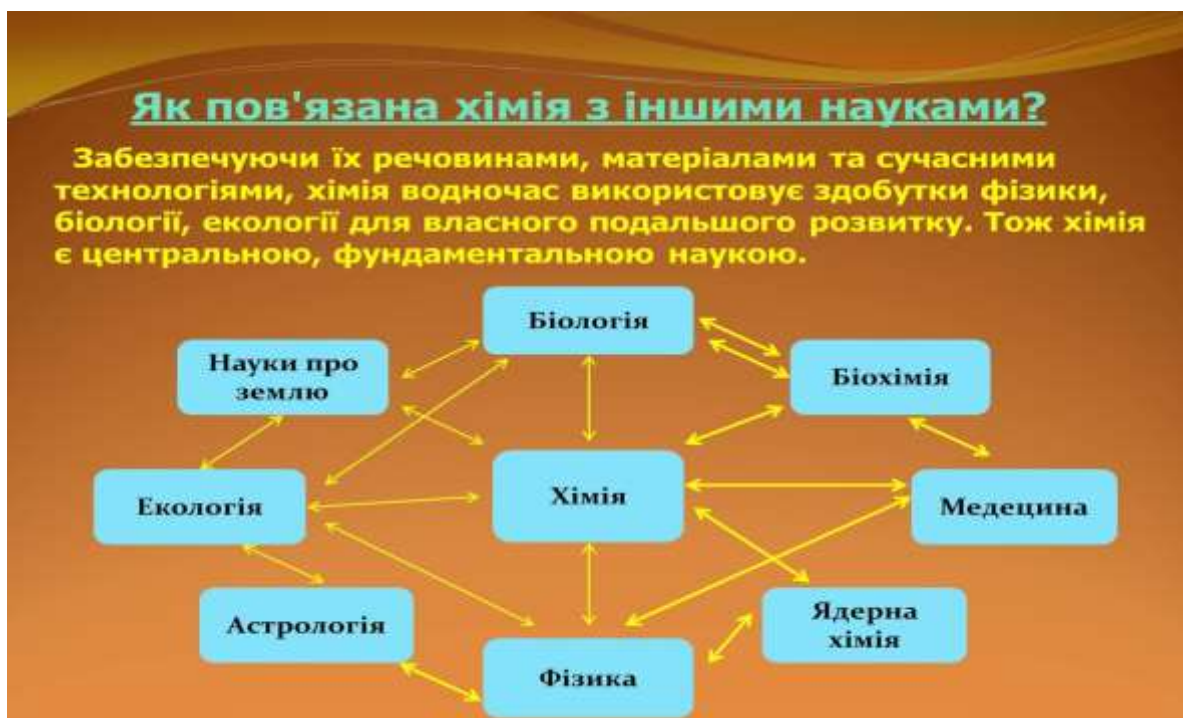 Як пов'язана хімія з іншими науками?
Забезпечуючи їх речовинами, матеріалами та сучасними
технологіями, хімія водночас використовує здобутки фізики,
біології, екології для власного подальшого розвитку. Тож хімія
є центральною, фундаментальною наукою.
Біологія
Науки про
землю
Біохімія
Екологія
Хімія
Медецина
Астрологія
Ядерна
хімія
Фізика